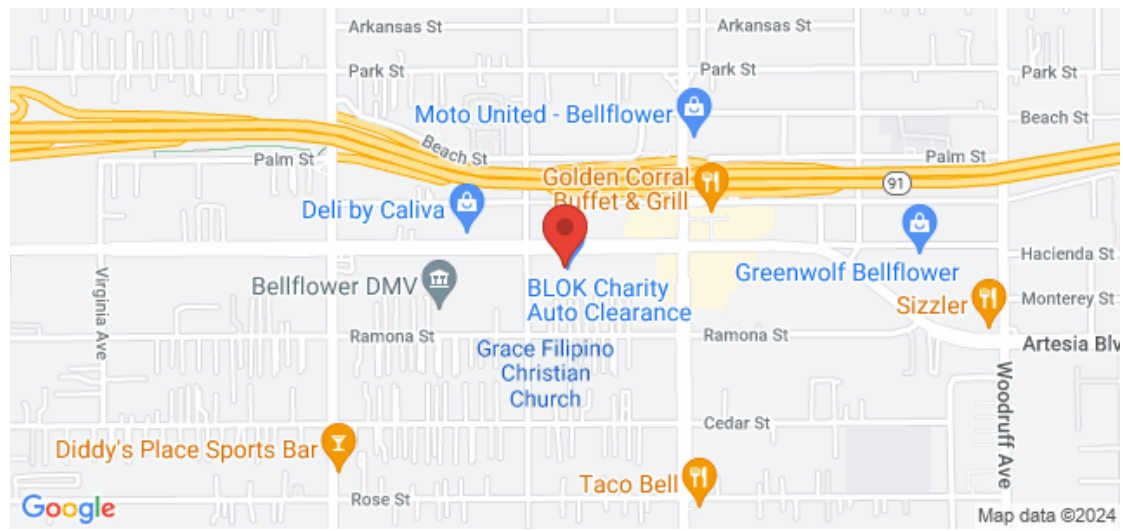 Arkansas St
Arkansas St
Park St
Park St
Park St
Moto United - Bellflower
Beach St
Beach St
Palm St
Palm St
Golden Corral
Buffet & Grill
91
Deli by Caliva
Hacienda St
Bellflower DMV
Greenwolf Bellflower
BLOK Charity
Auto Clearance
Virginia Ave
Monterey St
Sizzler
Ramona St
Ramona St
Artesia Blv
Grace Filipino
Christian
Church
Woodruff Ave
Cedar St
Diddy's Place Sports Bar
Taco Bell
Rose St
Google
Map data ©2024